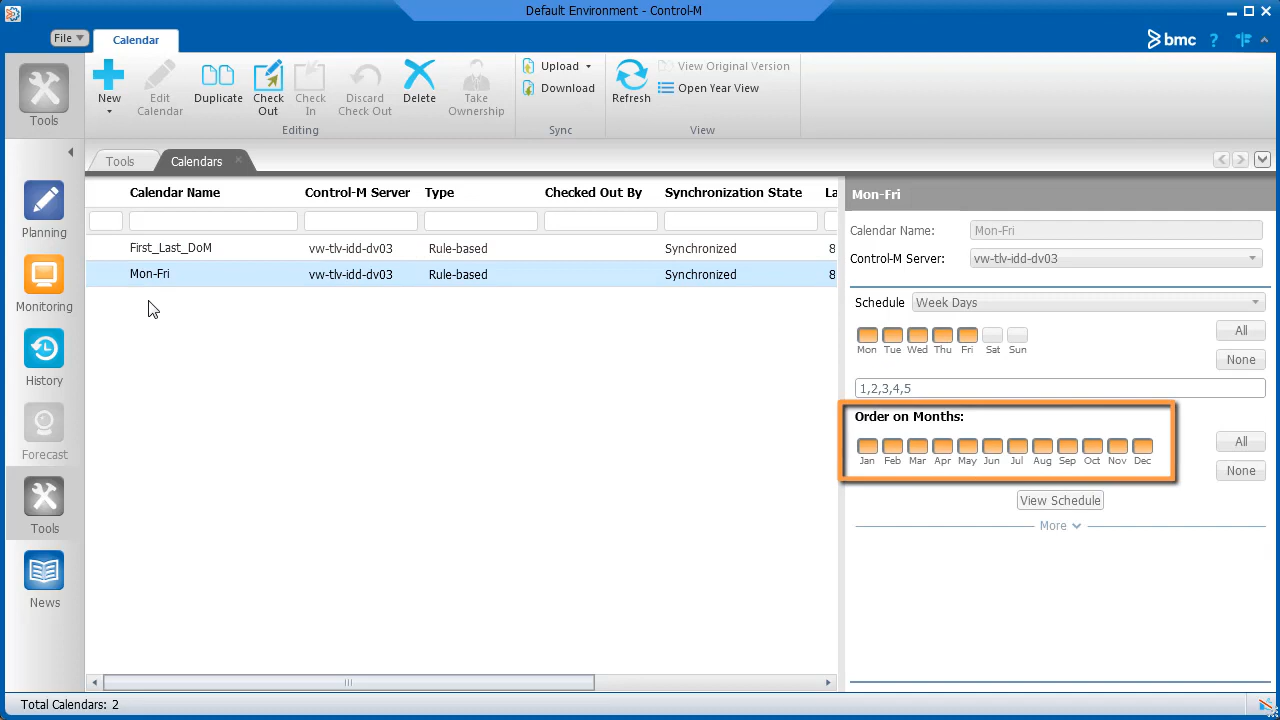 Default Environment - Control-M
File
Calendar
bmc
?
Tools
New
Edit
Calendar
Duplicate
Check
Out
Check
In
Discard
Check Out
Delete
Take
Ownership
Editing
Upload
Download
Sync
Refresh
View Original Version
Open Year View
View
Tools
Calendars
Planning
Monitoring
History
Forecast
Tools
News
Calendar Name Control-M Server Type Checked Out By Synchronization State La
First_Last_DoM vw-tlv-idd-dv03 Rule-based Synchronized 8
Mon-Fri vw-tlv-idd-dv03 Rule-based Synchronized 8
Mon-Fri
Calendar Name: Mon-Fri
Control-M Server: vw-tlv-idd-dv03
Schedule Week Days
All
Mon Tue Wed Thu Fri Sat Sun
None
1,2,3,4,5
Order on Months:
All
Jan Feb Mar Apr May Jun Jul Aug Sep Oct Nov Dec
None
View Schedule
More
Total Calendars: 2